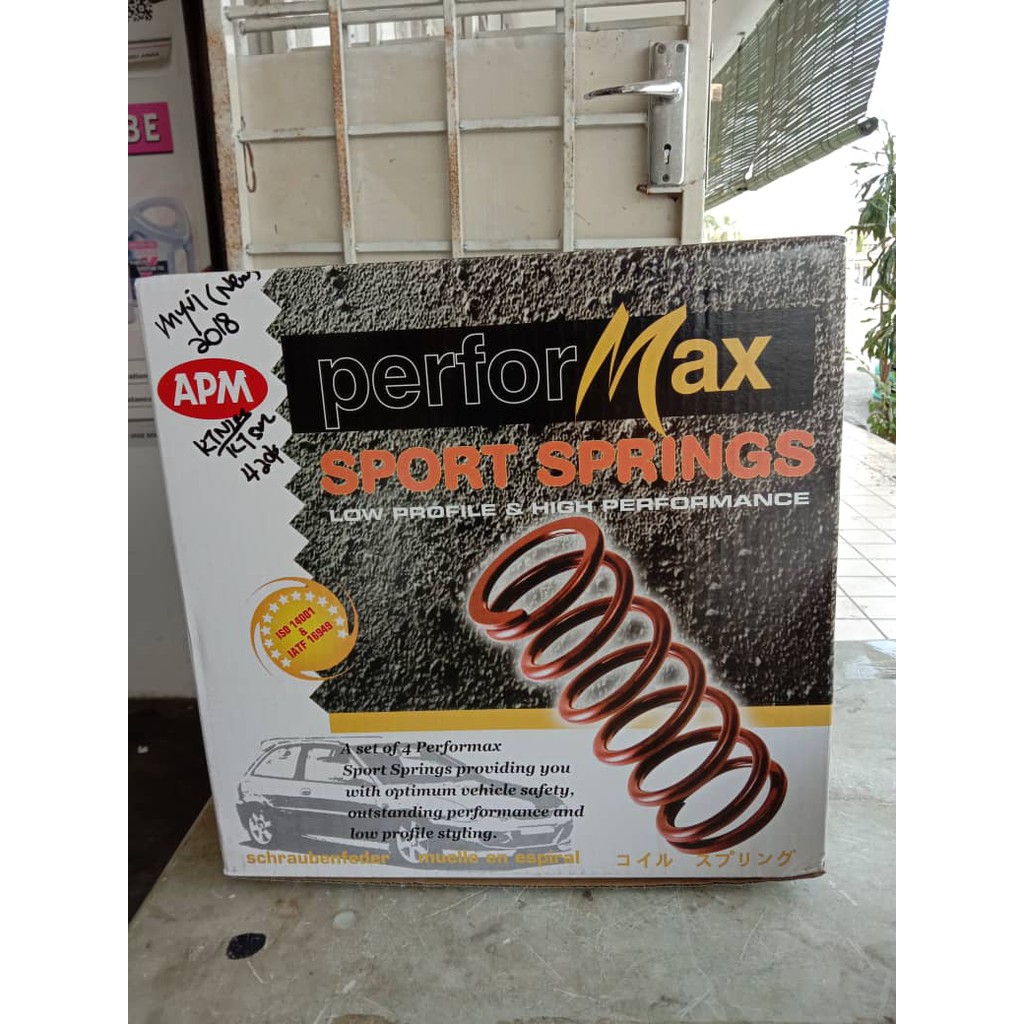 BE
Myvi (New)
2018
APM
perforMax
SPORT SPRINGS
LOW PROFILE & HIGH PERFORMANCE
ISO 14001
&
IATF 16949
A set of 4 Performax
Sport Springs providing you
with optimum vehicle safety,
outstanding performance and
low profile styling.
schraubenfeder muelle en espiral コイル スプリング